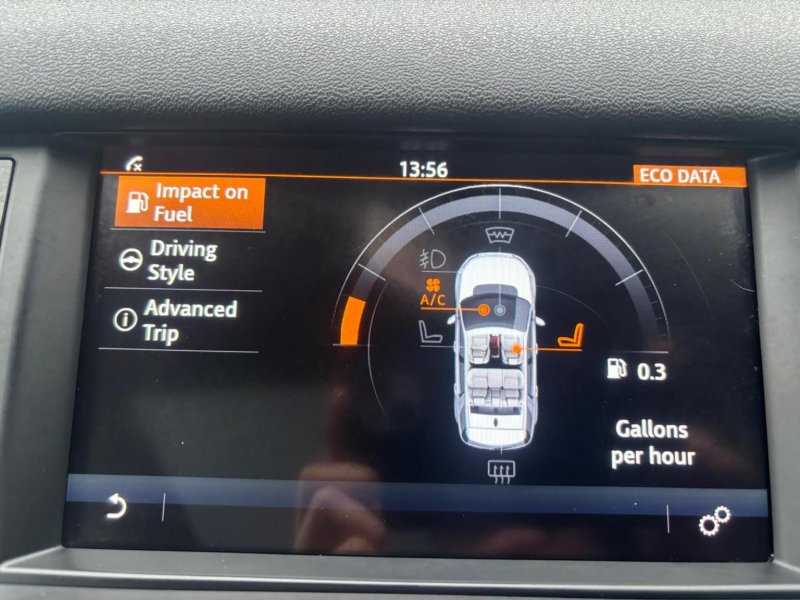 13:56
ECO DATA
Impact on
Fuel
Driving
Style
Advanced
Trip
A/C
0.3
Gallons
per hour